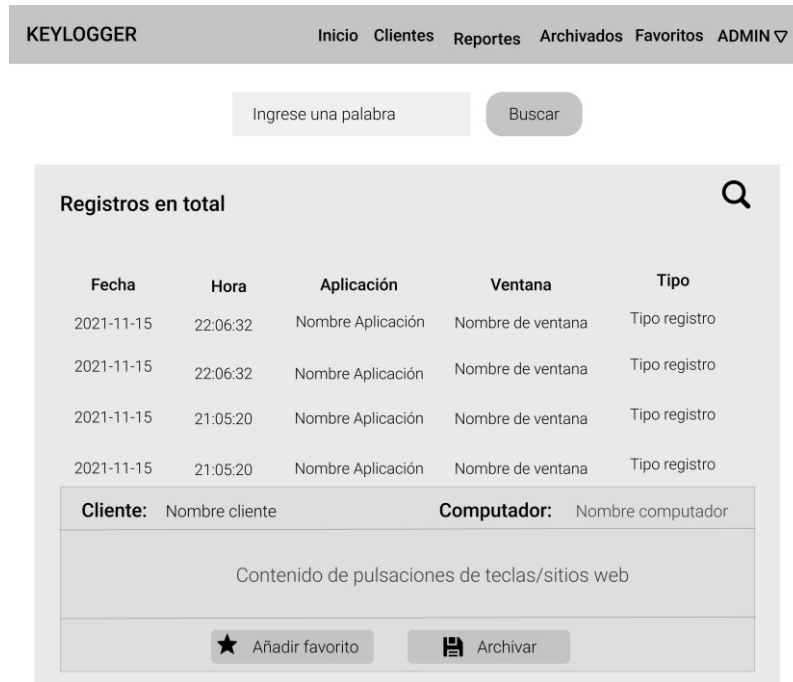 KEYLOGGER Inicio Clientes Reportes Archivados Favoritos ADMIN
Ingrese una palabra Buscar
Registros en total
Fecha Hora Aplicación Ventana Tipo
2021-11-15 22:06:32 Nombre Aplicación Nombre de ventana Tipo registro
2021-11-15 22:06:32 Nombre Aplicación Nombre de ventana Tipo registro
2021-11-15 21:05:20 Nombre Aplicación Nombre de ventana Tipo registro
2021-11-15 21:05:20 Nombre Aplicación Nombre de ventana Tipo registro
Cliente: Nombre cliente Computador: Nombre computador
Contenido de pulsaciones de teclas/sitios web
Añadir favorito Archivar